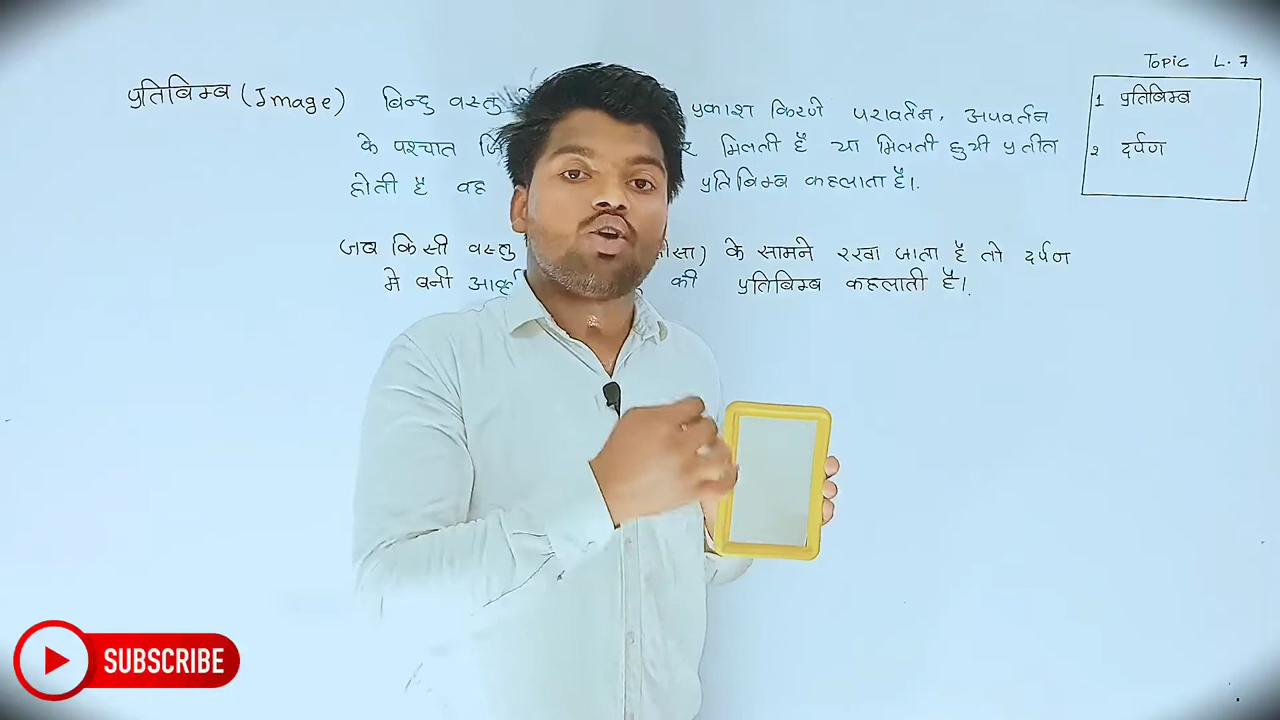 Topic L.7
1 प्रतिबिम्ब
2 दर्पण
प्रतिबिम्ब (Image) बिन्दु वस्तु प्रकाश किरणे परावर्तन, अपवर्तन
के पश्चात मिलती है या मिलती हुयी प्रतीत
होती है वह प्रतिबिम्ब कहलाता है।
जब किसी वस्तु के सामने रखा जाता है तो दर्पण
मे बनी की प्रतिबिम्ब कहलाती है।
SUBSCRIBE